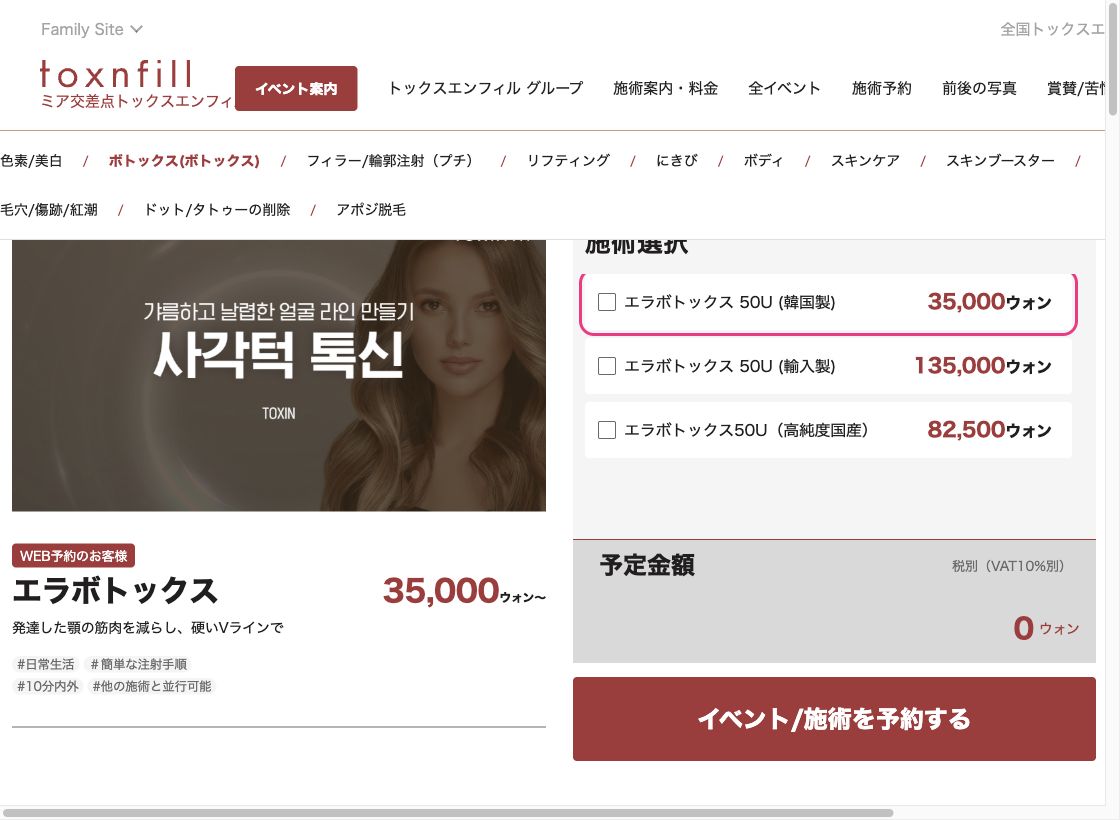 Family Site
全国トックスエ
toxnfill
ミア交差点トックスエンフィ
イベント案内
トックスエンフィル グループ
施術案内・料金
全イベント
施術予約
前後の写真
賞賛/苦情
色素/美白 / ボトックス(ボトックス) / フィラー/輪郭注射（プチ） / リフティング / にきび / ボディ / スキンケア / スキンブースター /
毛穴/傷跡/紅潮 / ドット/タトゥーの削除 / アポジ脱毛
갸름하고 날렵한 얼굴 라인 만들기
사각턱 톡신
TOXIN
WEB予約のお客様
エラボトックス 35,000ウォン〜
発達した顎の筋肉を減らし、硬いVラインで
#日常生活 #簡単な注射手順
#10分内外 #他の施術と並行可能
施術選択
エラボトックス 50U (韓国製) 35,000ウォン
エラボトックス 50U (輸入製) 135,000ウォン
エラボトックス50U（高純度国産） 82,500ウォン
予定金額 税別（VAT10%別）
0 ウォン
イベント/施術を予約する